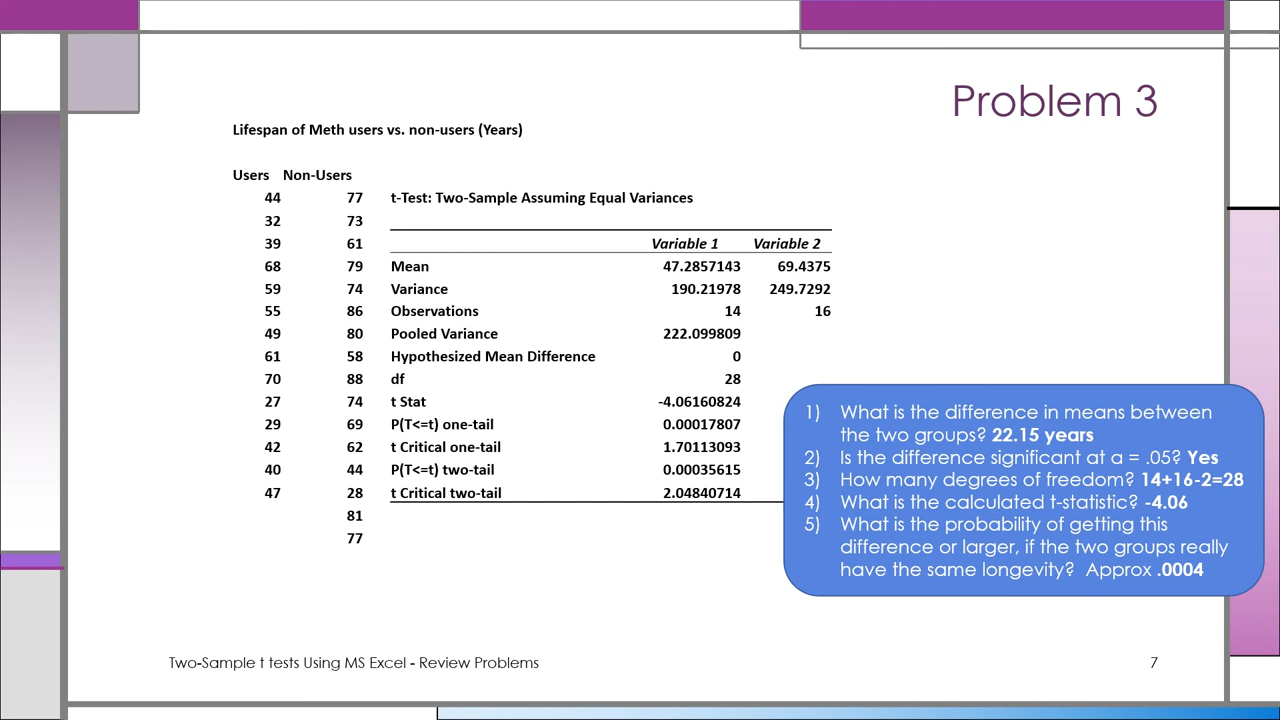 Problem 3
Lifespan of Meth users vs. non-users (Years)
Users Non-Users
44 77 t-Test: Two-Sample Assuming Equal Variances
32 73
39 61 Variable 1 Variable 2
68 79 Mean 47.2857143 69.4375
59 74 Variance 190.21978 249.7292
55 86 Observations 14 16
49 80 Pooled Variance 222.099809
61 58 Hypothesized Mean Difference 0
70 88 df 28
27 74 t Stat -4.06160824
29 69 P(T<=t) one-tail 0.00017807
42 62 t Critical one-tail 1.70113093
40 44 P(T<=t) two-tail 0.00035615
47 28 t Critical two-tail 2.04840714
81
77
1) What is the difference in means between
the two groups? 22.15 years
2) Is the difference significant at a = .05? Yes
3) How many degrees of freedom? 14+16-2=28
4) What is the calculated t-statistic? -4.06
5) What is the probability of getting this
difference or larger, if the two groups really
have the same longevity? Approx .0004
Two-Sample t tests Using MS Excel - Review Problems 7